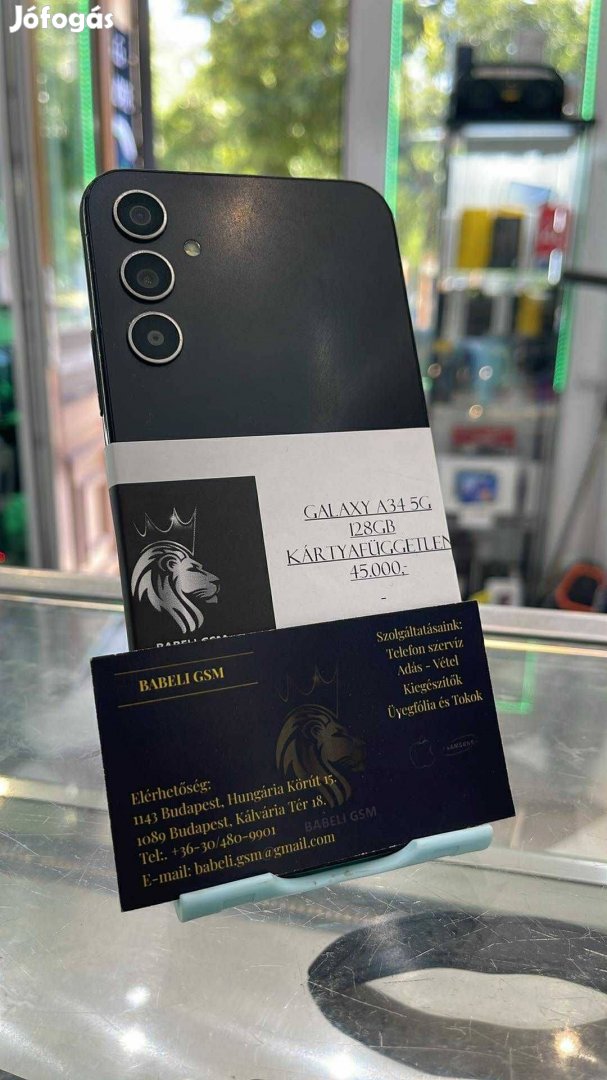 Jófogás
GALAXY A34 5G
128GB
KÁRTYAFÜGGETLEN
45.000,-
-
BABELI GSM
BABELI GSM
Szolgáltatásaink:
Telefon szervíz
Adás - Vétel
Kiegészítők
Üvegfólia és Tokok
SAMSUNG
Elérhetőség:
1143 Budapest, Hungária Körút 15.
1089 Budapest, Kálvária Tér 18.
Tel:. +36-30/480-9901
E-mail: babeli.gsm@gmail.com
BABELI GSM